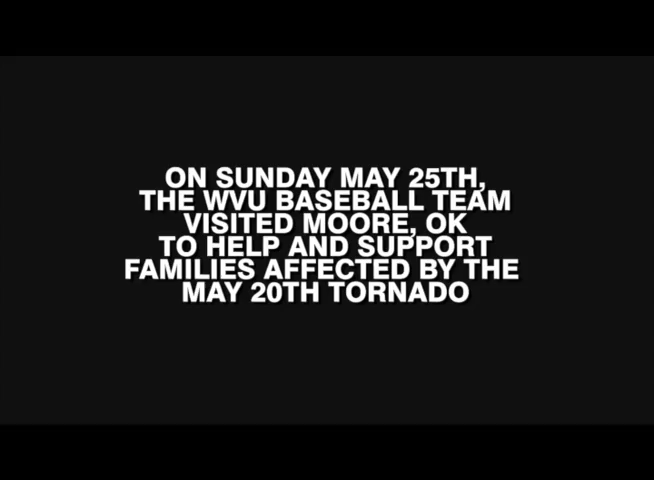 ON SUNDAY MAY 25TH,
THE WVU BASEBALL TEAM
VISITED MOORE, OK
TO HELP AND SUPPORT
FAMILIES AFFECTED BY THE
MAY 20TH TORNADO